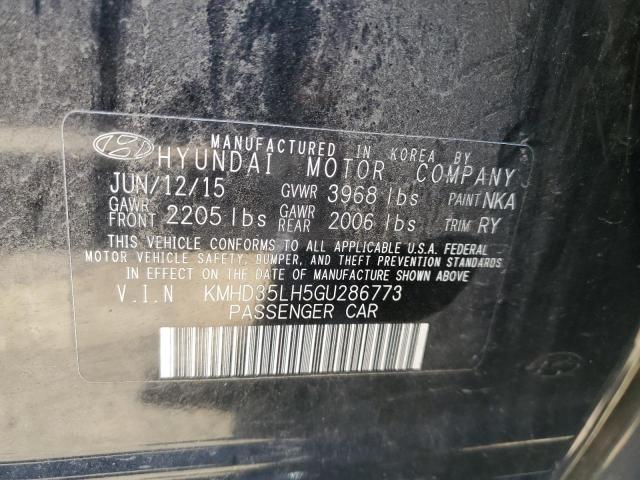 MANUFACTURED IN KOREA BY
HYUNDAI MOTOR COMPANY
JUN/12/15 GVWR 3968 lbs PAINT NKA
GAWR FRONT 2205 lbs GAWR REAR 2006 lbs TRIM RY
THIS VEHICLE CONFORMS TO ALL APPLICABLE U.S.A. FEDERAL
MOTOR VEHICLE SAFETY, BUMPER, AND THEFT PREVENTION STANDARDS
IN EFFECT ON THE DATE OF MANUFACTURE SHOWN ABOVE.
V.I.N KMHD35LH5GU286773
PASSENGER CAR